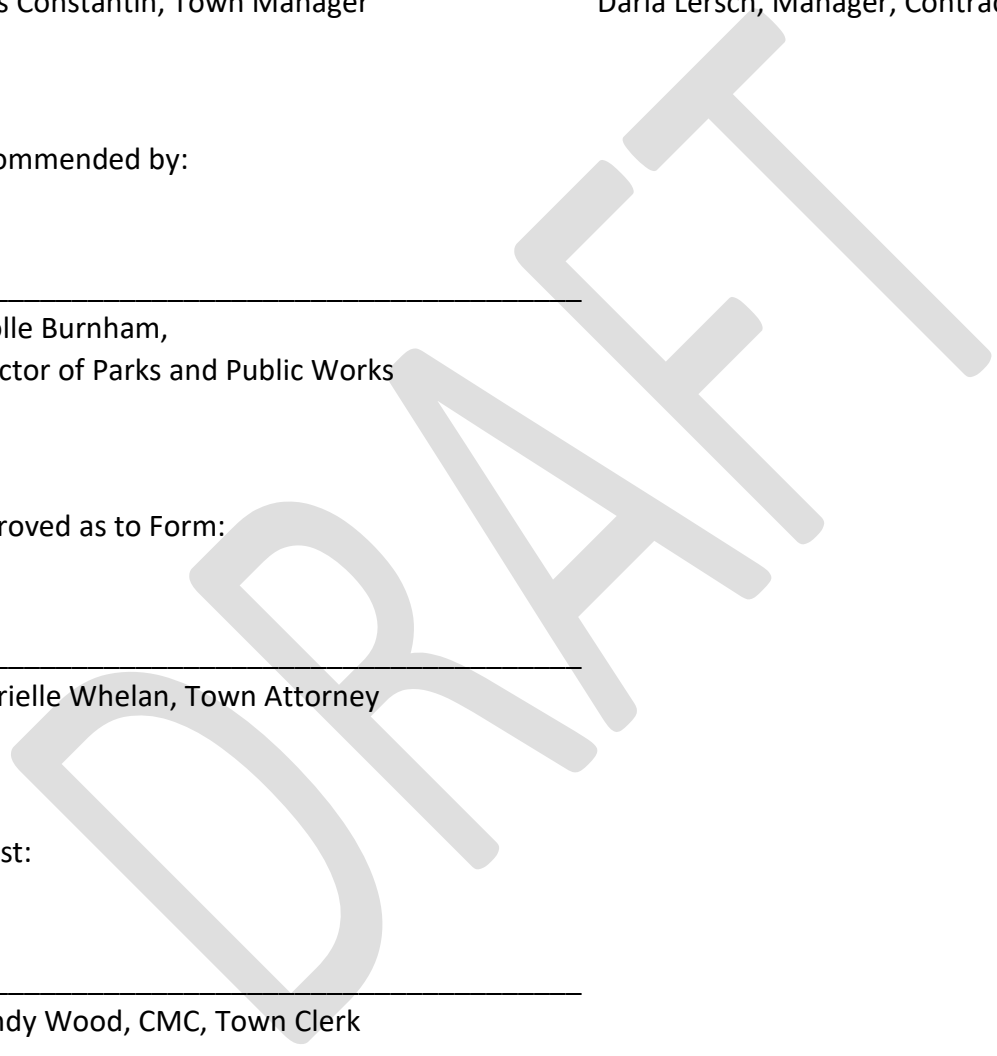 s Constantin, Town Manager Daria Lersch, Manager, Contrac
ommended by:
olle Burnham,
ctor of Parks and Public Works
roved as to Form:
rielle Whelan, Town Attorney
st:
ndy Wood, CMC, Town Clerk
DRAFT